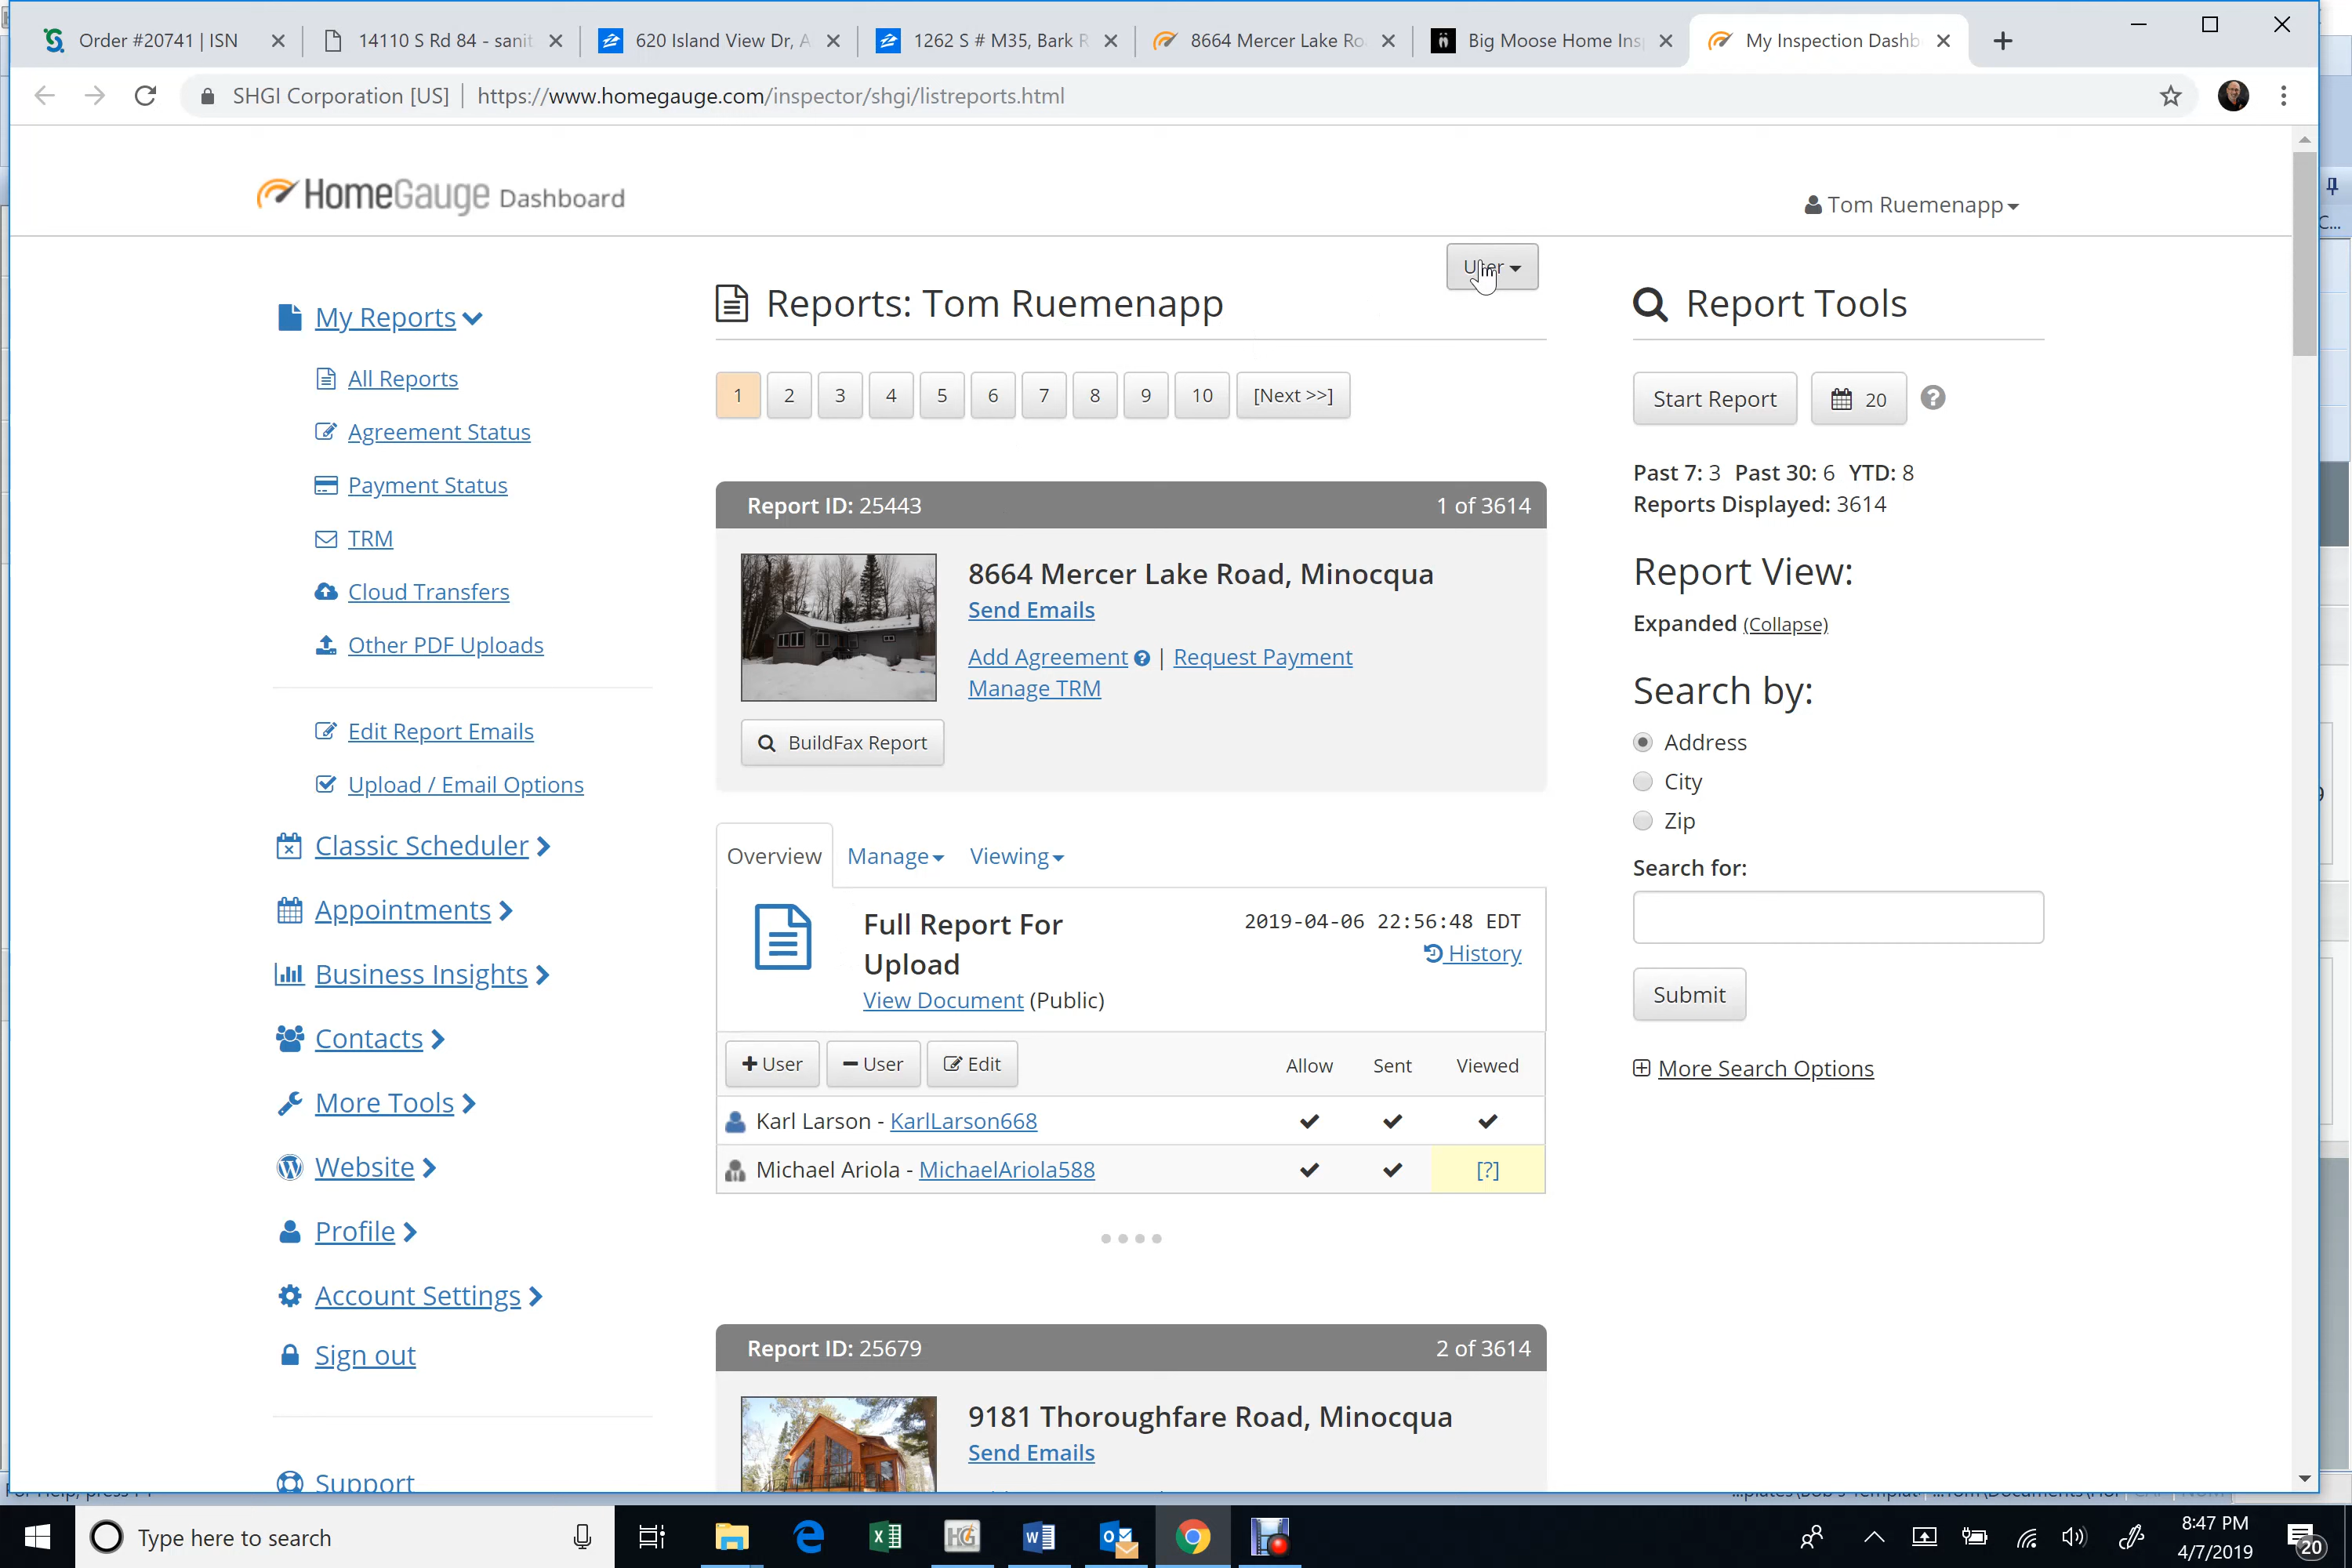 Order #20741 | ISN
14110 S Rd 84 - sanit
620 Island View Dr, A
1262 S # M35, Bark R
8664 Mercer Lake Ro
Big Moose Home Ins
My Inspection Dashb
SHGI Corporation [US] | https://www.homegauge.com/inspector/shgi/listreports.html
HomeGauge Dashboard
Tom Ruemenapp
My Reports
All Reports
Agreement Status
Payment Status
TRM
Cloud Transfers
Other PDF Uploads
Edit Report Emails
Upload / Email Options
Classic Scheduler
Appointments
Business Insights
Contacts
More Tools
Website
Profile
Account Settings
Sign out
Support
User
Reports: Tom Ruemenapp
1 2 3 4 5 6 7 8 9 10 [Next >>]
Report ID: 25443 1 of 3614
8664 Mercer Lake Road, Minocqua
Send Emails
Add Agreement ? | Request Payment
Manage TRM
BuildFax Report
Overview Manage Viewing
Full Report For
Upload
2019-04-06 22:56:48 EDT
History
View Document (Public)
+ User − User Edit Allow Sent Viewed
Karl Larson - KarlLarson668
Michael Ariola - MichaelAriola588 [?]
Report ID: 25679 2 of 3614
9181 Thoroughfare Road, Minocqua
Send Emails
Report Tools
Start Report 20 ?
Past 7: 3 Past 30: 6 YTD: 8
Reports Displayed: 3614
Report View:
Expanded (Collapse)
Search by:
Address
City
Zip
Search for:
Submit
More Search Options
Type here to search
8:47 PM
4/7/2019
20